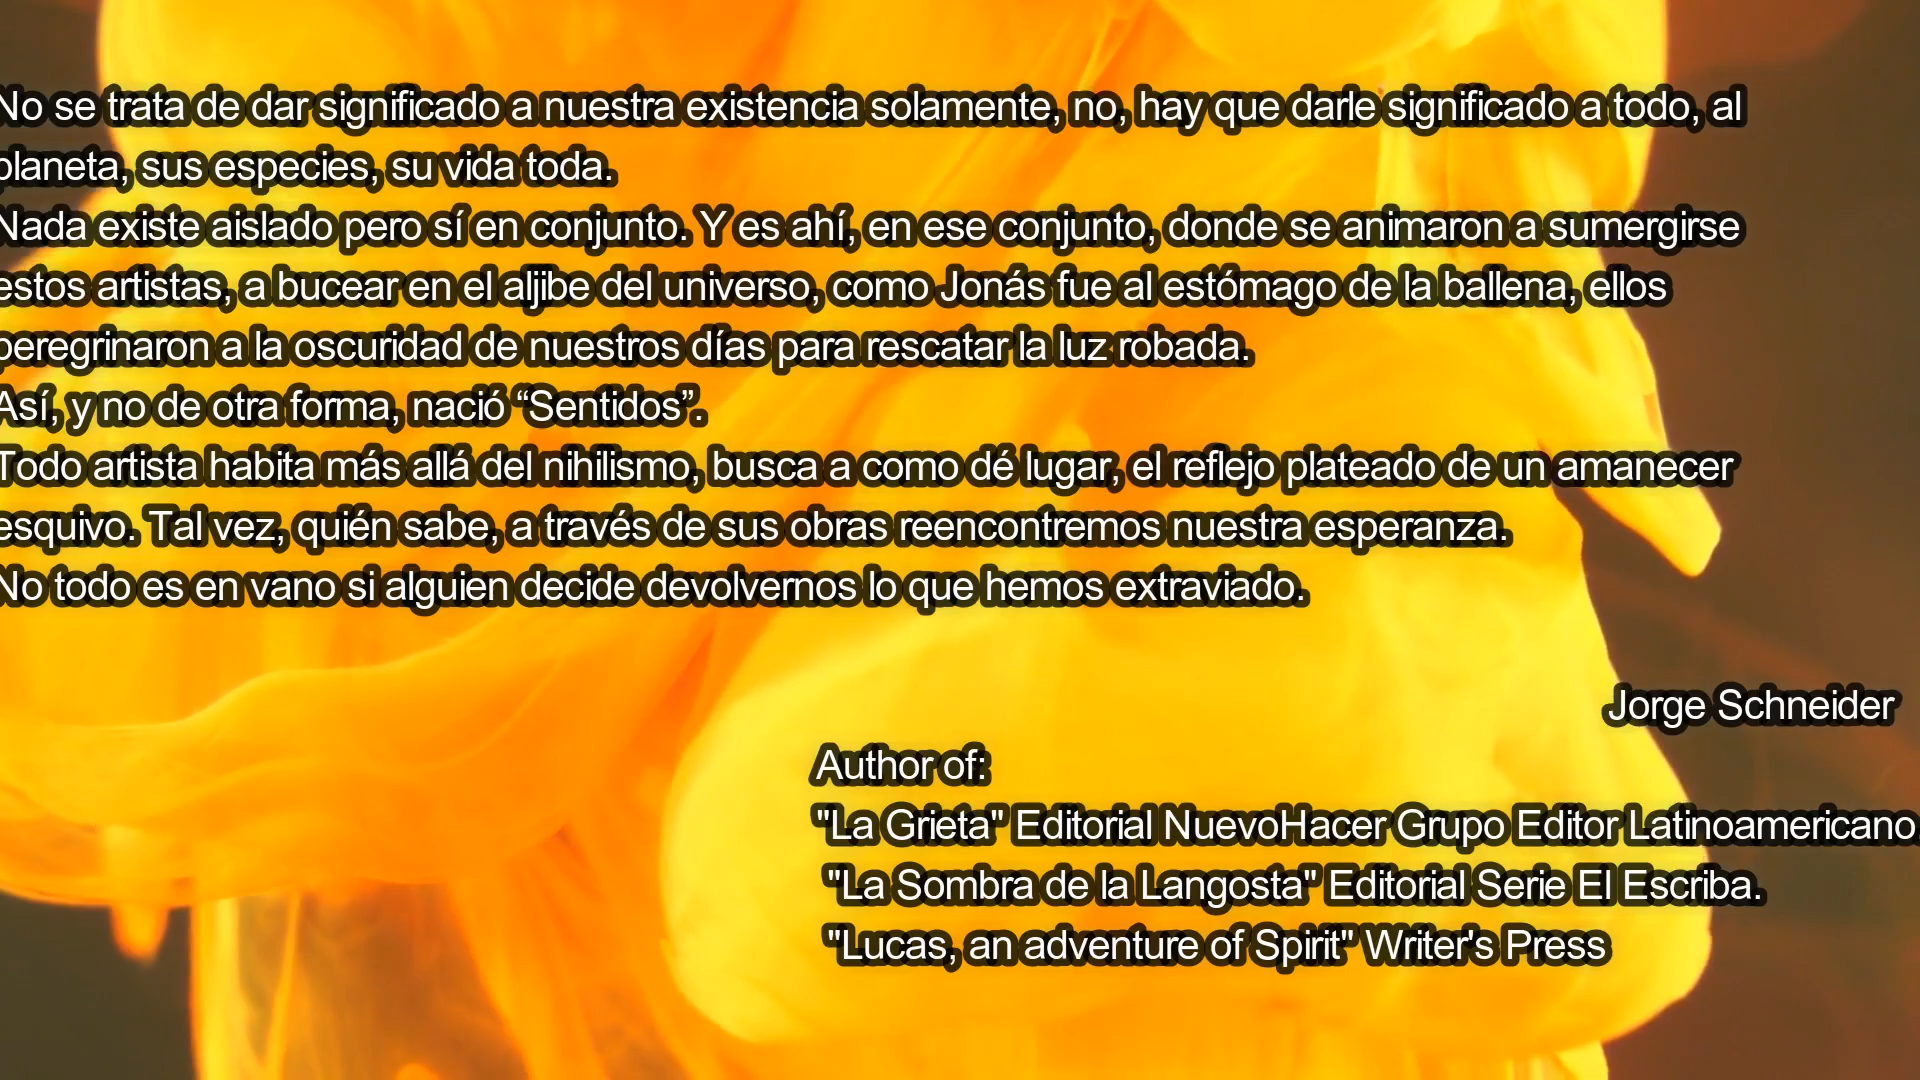 No se trata de dar significado a nuestra existencia solamente, no, hay que darle significado a todo, al
planeta, sus especies, su vida toda.
Nada existe aislado pero sí en conjunto. Y es ahí, en ese conjunto, donde se animaron a sumergirse
estos artistas, a bucear en el aljibe del universo, como Jonás fue al estómago de la ballena, ellos
peregrinaron a la oscuridad de nuestros días para rescatar la luz robada.
Así, y no de otra forma, nació “Sentidos”.
Todo artista habita más allá del nihilismo, busca a como dé lugar, el reflejo plateado de un amanecer
esquivo. Tal vez, quién sabe, a través de sus obras reencontremos nuestra esperanza.
No todo es en vano si alguien decide devolvernos lo que hemos extraviado.
Jorge Schneider
Author of:
"La Grieta" Editorial NuevoHacer Grupo Editor Latinoamericano.
"La Sombra de la Langosta" Editorial Serie El Escriba.
"Lucas, an adventure of Spirit" Writer's Press